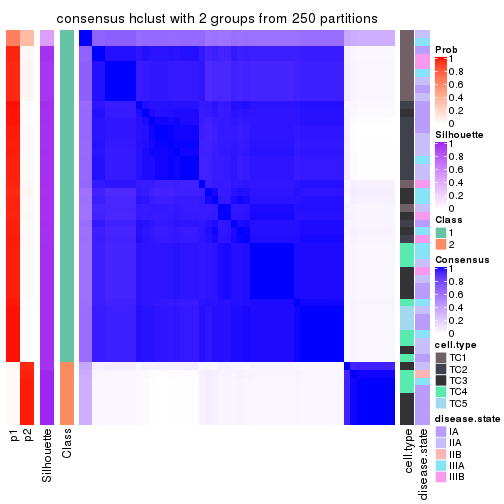 consensus hclust with 2 groups from 250 partitions
Prob
1
0.8
0.6
0.4
0.2
0
Silhouette
1
0.8
0.6
0.4
0.2
0
Class
1
2
Consensus
1
0.8
0.6
0.4
0.2
0
cell.type
TC1
TC2
TC3
TC4
TC5
disease.state
IA
IIA
IIB
IIIA
IIIB
p1
p2
Silhouette
Class
cell.type
disease.state